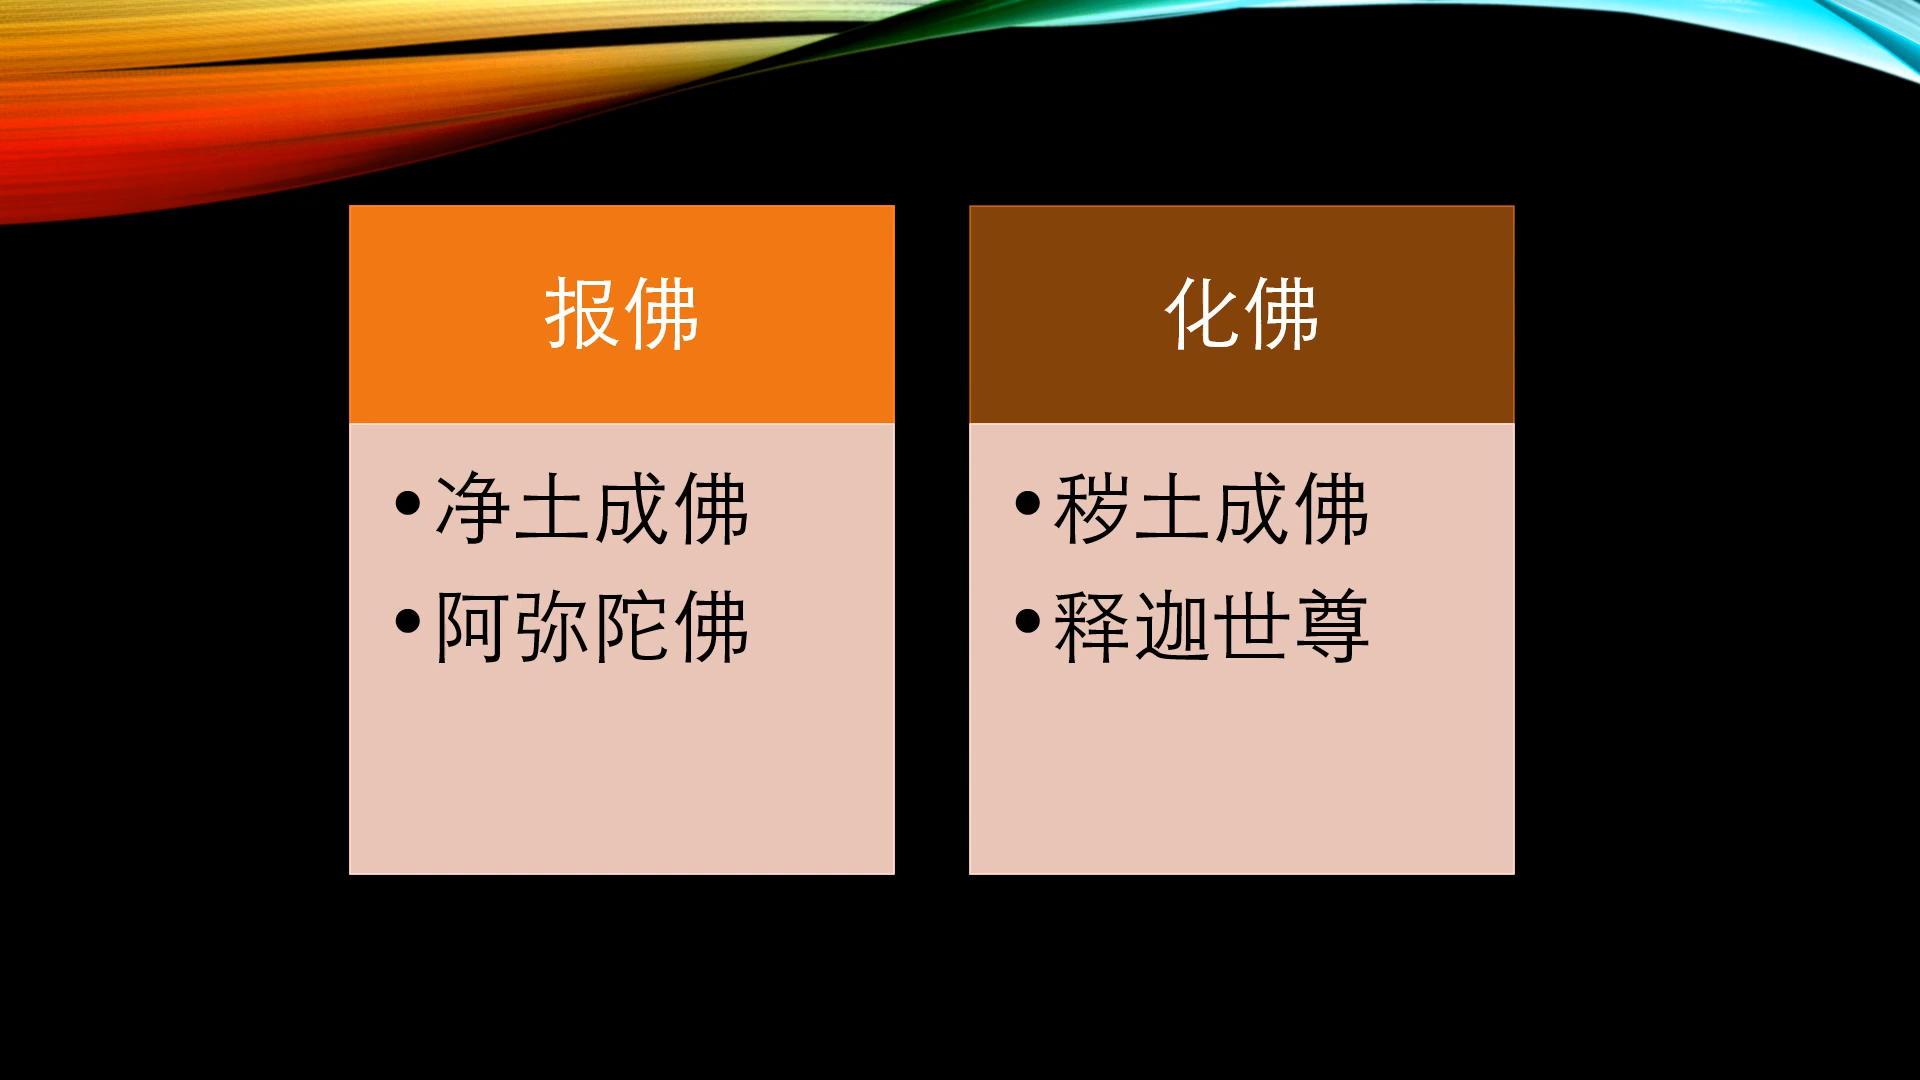 报佛
• 净土成佛
• 阿弥陀佛
化佛
• 秽土成佛
• 释迦世尊